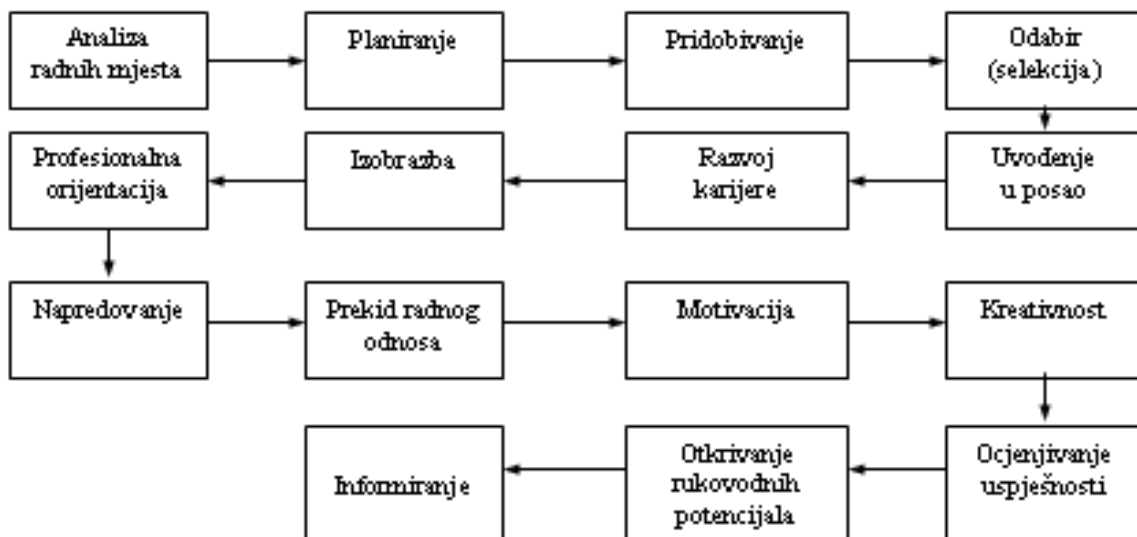 Analiza
radnih mjesta
Planiranje
Pridobivanje
Odabir
(selekcija)
Profesionalna
orijentacija
Izobrazba
Razvoj
karijere
Uvođenje
u posao
Napredovanje
Prekid radnog
odnosa
Motivacija
Kreativnost
Informiranje
Otkrivanje
rukovodnih
potencijala
Ocjenjivanje
uspješnosti